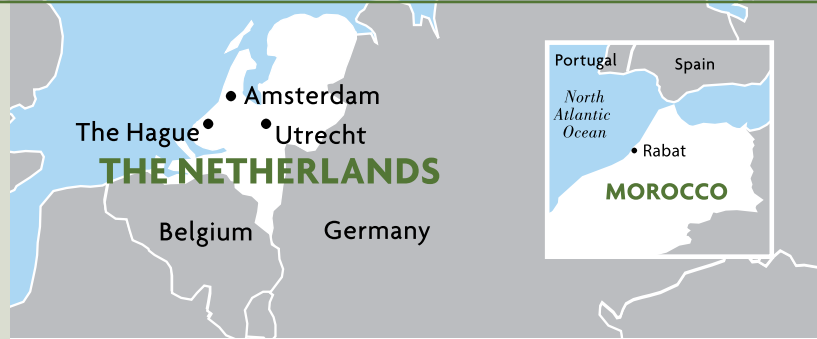 Amsterdam
The Hague
Utrecht
THE NETHERLANDS
Belgium
Germany
Portugal
Spain
North
Atlantic
Ocean
Rabat
MOROCCO